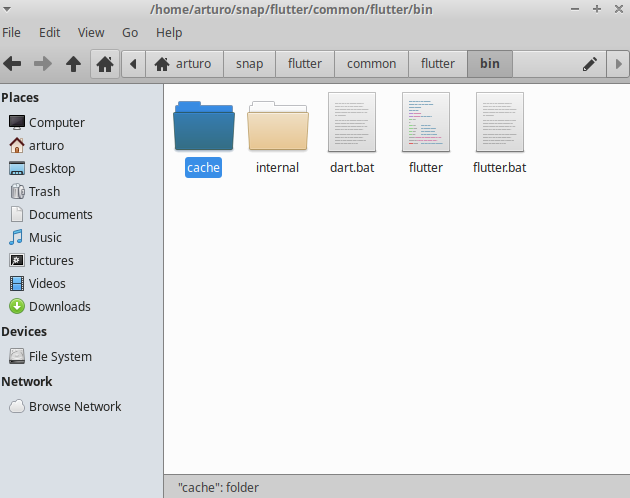 /home/arturo/snap/flutter/common/flutter/bin
File Edit View Go Help
arturo snap flutter common flutter bin
Places
Computer
arturo
Desktop
Trash
Documents
Music
Pictures
Videos
Downloads
Devices
File System
Network
Browse Network
cache internal dart.bat flutter flutter.bat
"cache": folder